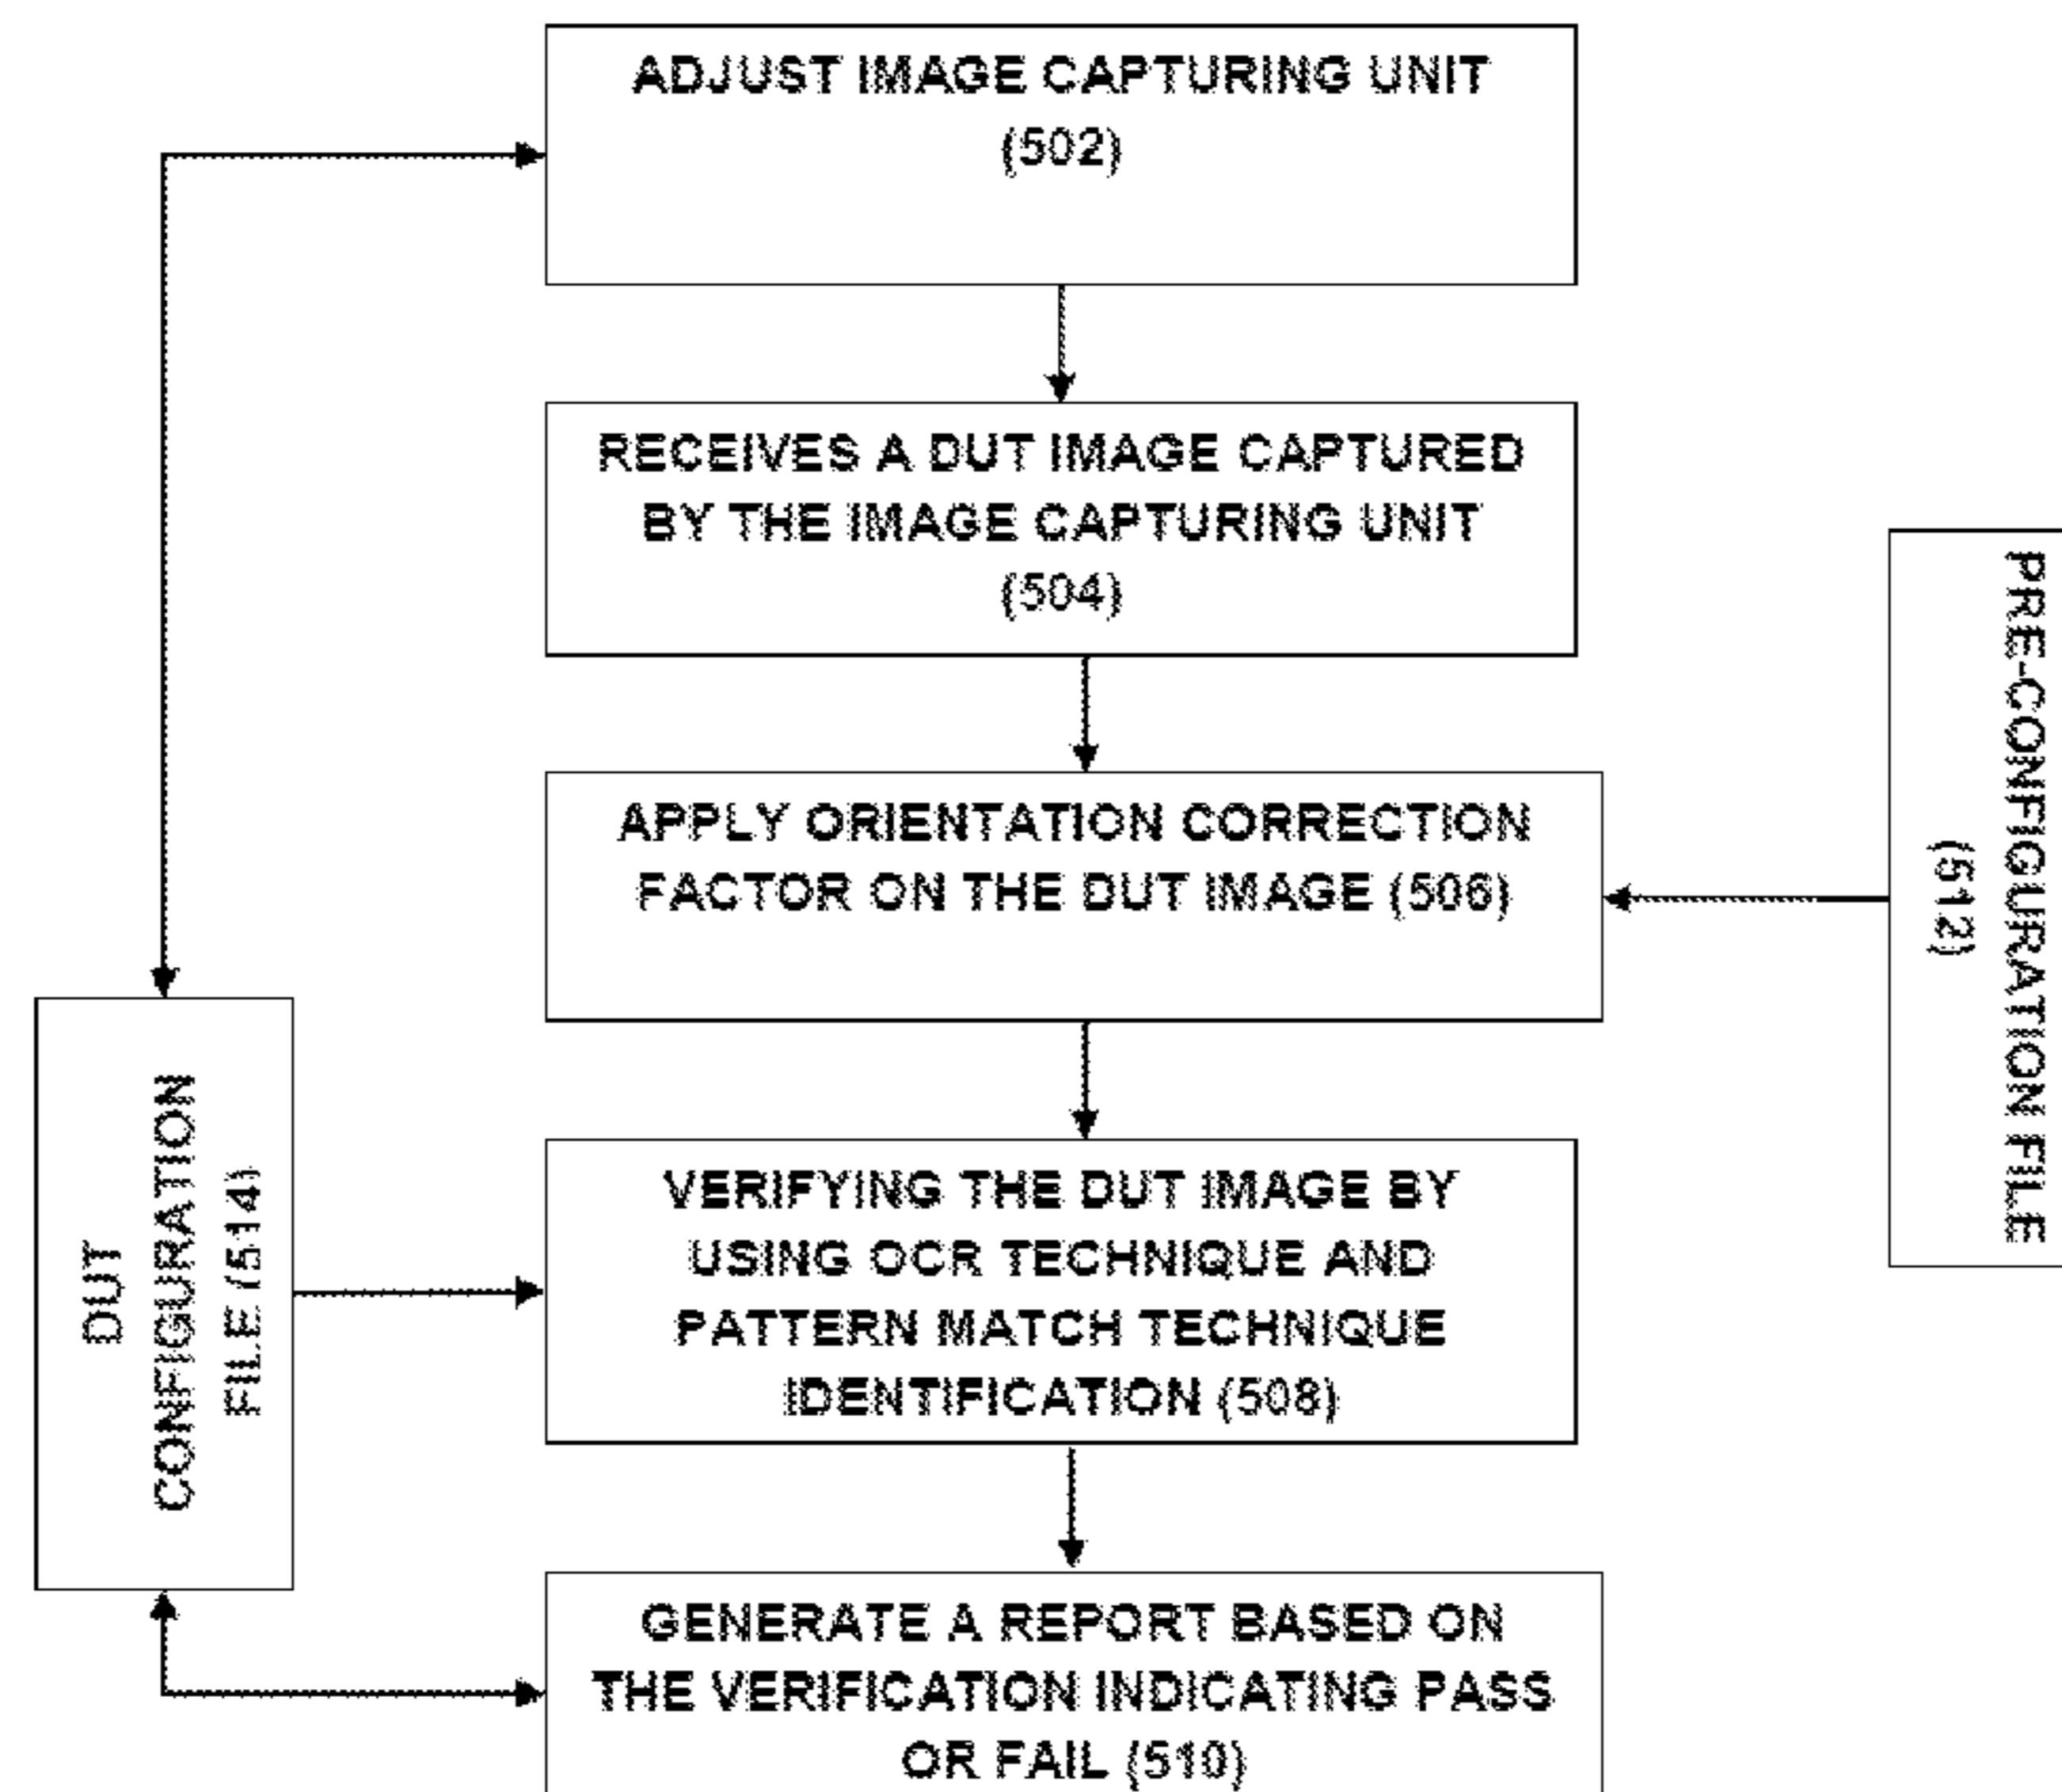 ADJUST IMAGE CAPTURING UNIT
(502)
RECEIVES A DUT IMAGE CAPTURED
BY THE IMAGE CAPTURING UNIT
(504)
APPLY ORIENTATION CORRECTION
FACTOR ON THE DUT IMAGE (506)
PRE-CONFIGURATION FILE
(512)
DUT
CONFIGURATION
FILE (514)
VERIFYING THE DUT IMAGE BY
USING OCR TECHNIQUE AND
PATTERN MATCH TECHNIQUE
IDENTIFICATION (508)
GENERATE A REPORT BASED ON
THE VERIFICATION INDICATING PASS
OR FAIL (510)